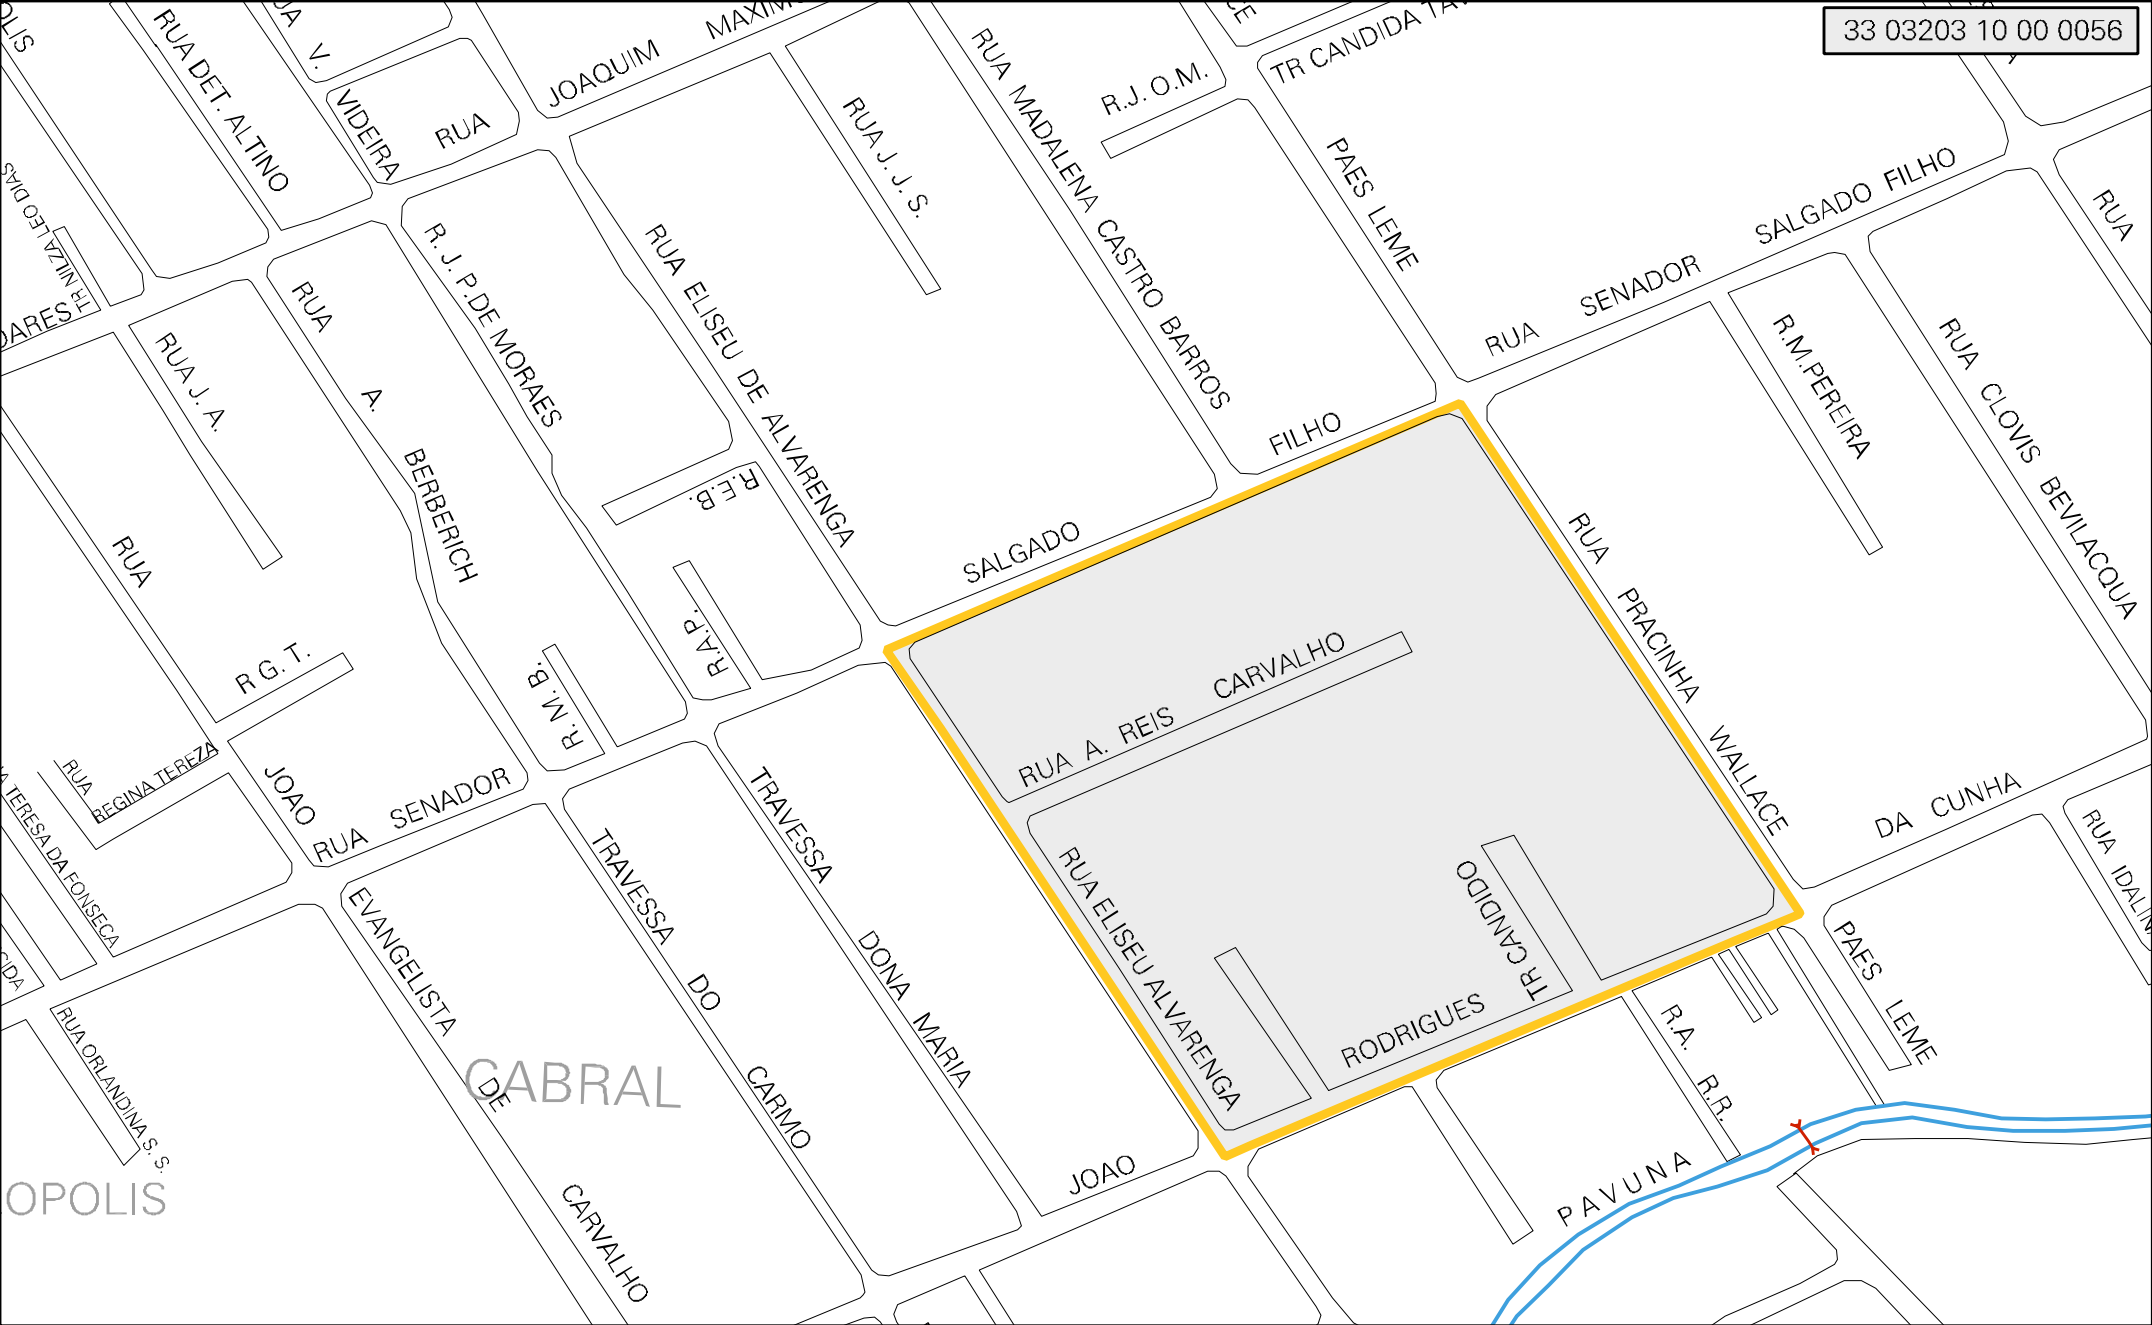 33 03203 10 00 0056
RUA DET. ALTINO
VIDEIRA
RUA
JOAQUIM
RUA MADALENA CASTRO BARROS
R.J. O.M.
RUA J. J. S.
PAES LEME
RUA SENADOR SALGADO FILHO
RUA
TR NILZA LEO DIAS
R. J. P.DE MORAES
RUA ELISEU DE ALVARENGA
RUA J. A.
RUA A. BERBERICH
R.M.PEREIRA
RUA CLOVIS BEVILACQUA
FILHO
R.E.B.
SALGADO
RUA
RUA PRACINHA WALLACE
R.A.P.
R. M. B.
R G. T.
RUA A. REIS CARVALHO
RUA
REGINA TEREZA
JOAO
RUA SENADOR
TRAVESSA DONA MARIA
TRAVESSA DO CARMO
DA CUNHA
TERESA DA FONSECA
RUA ELISEU ALVARENGA
TR CANDIDO
RODRIGUES
EVANGELISTA DE CARVALHO
PAES LEME
R.A. R.R.
RUA ORLANDINA S. S.
CABRAL
JOAO
PAVUNA
OPOLIS